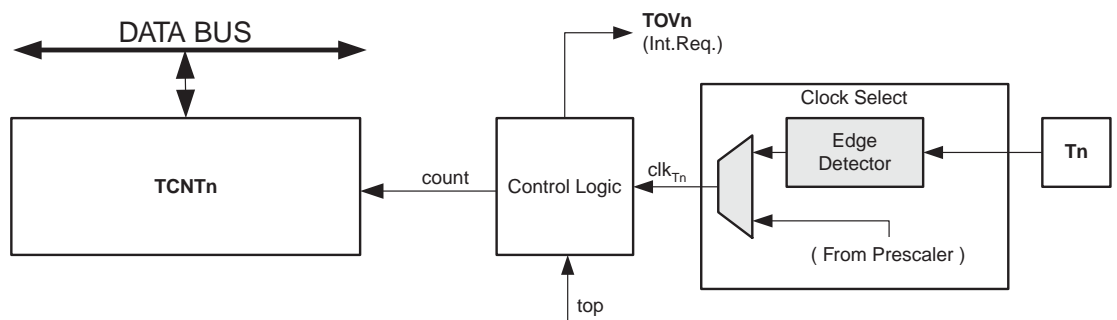 DATA BUS
TOVn
(Int.Req.)
Clock Select
Edge
Detector
Tn
TCNTn
count
Control Logic
clkTn
( From Prescaler )
top